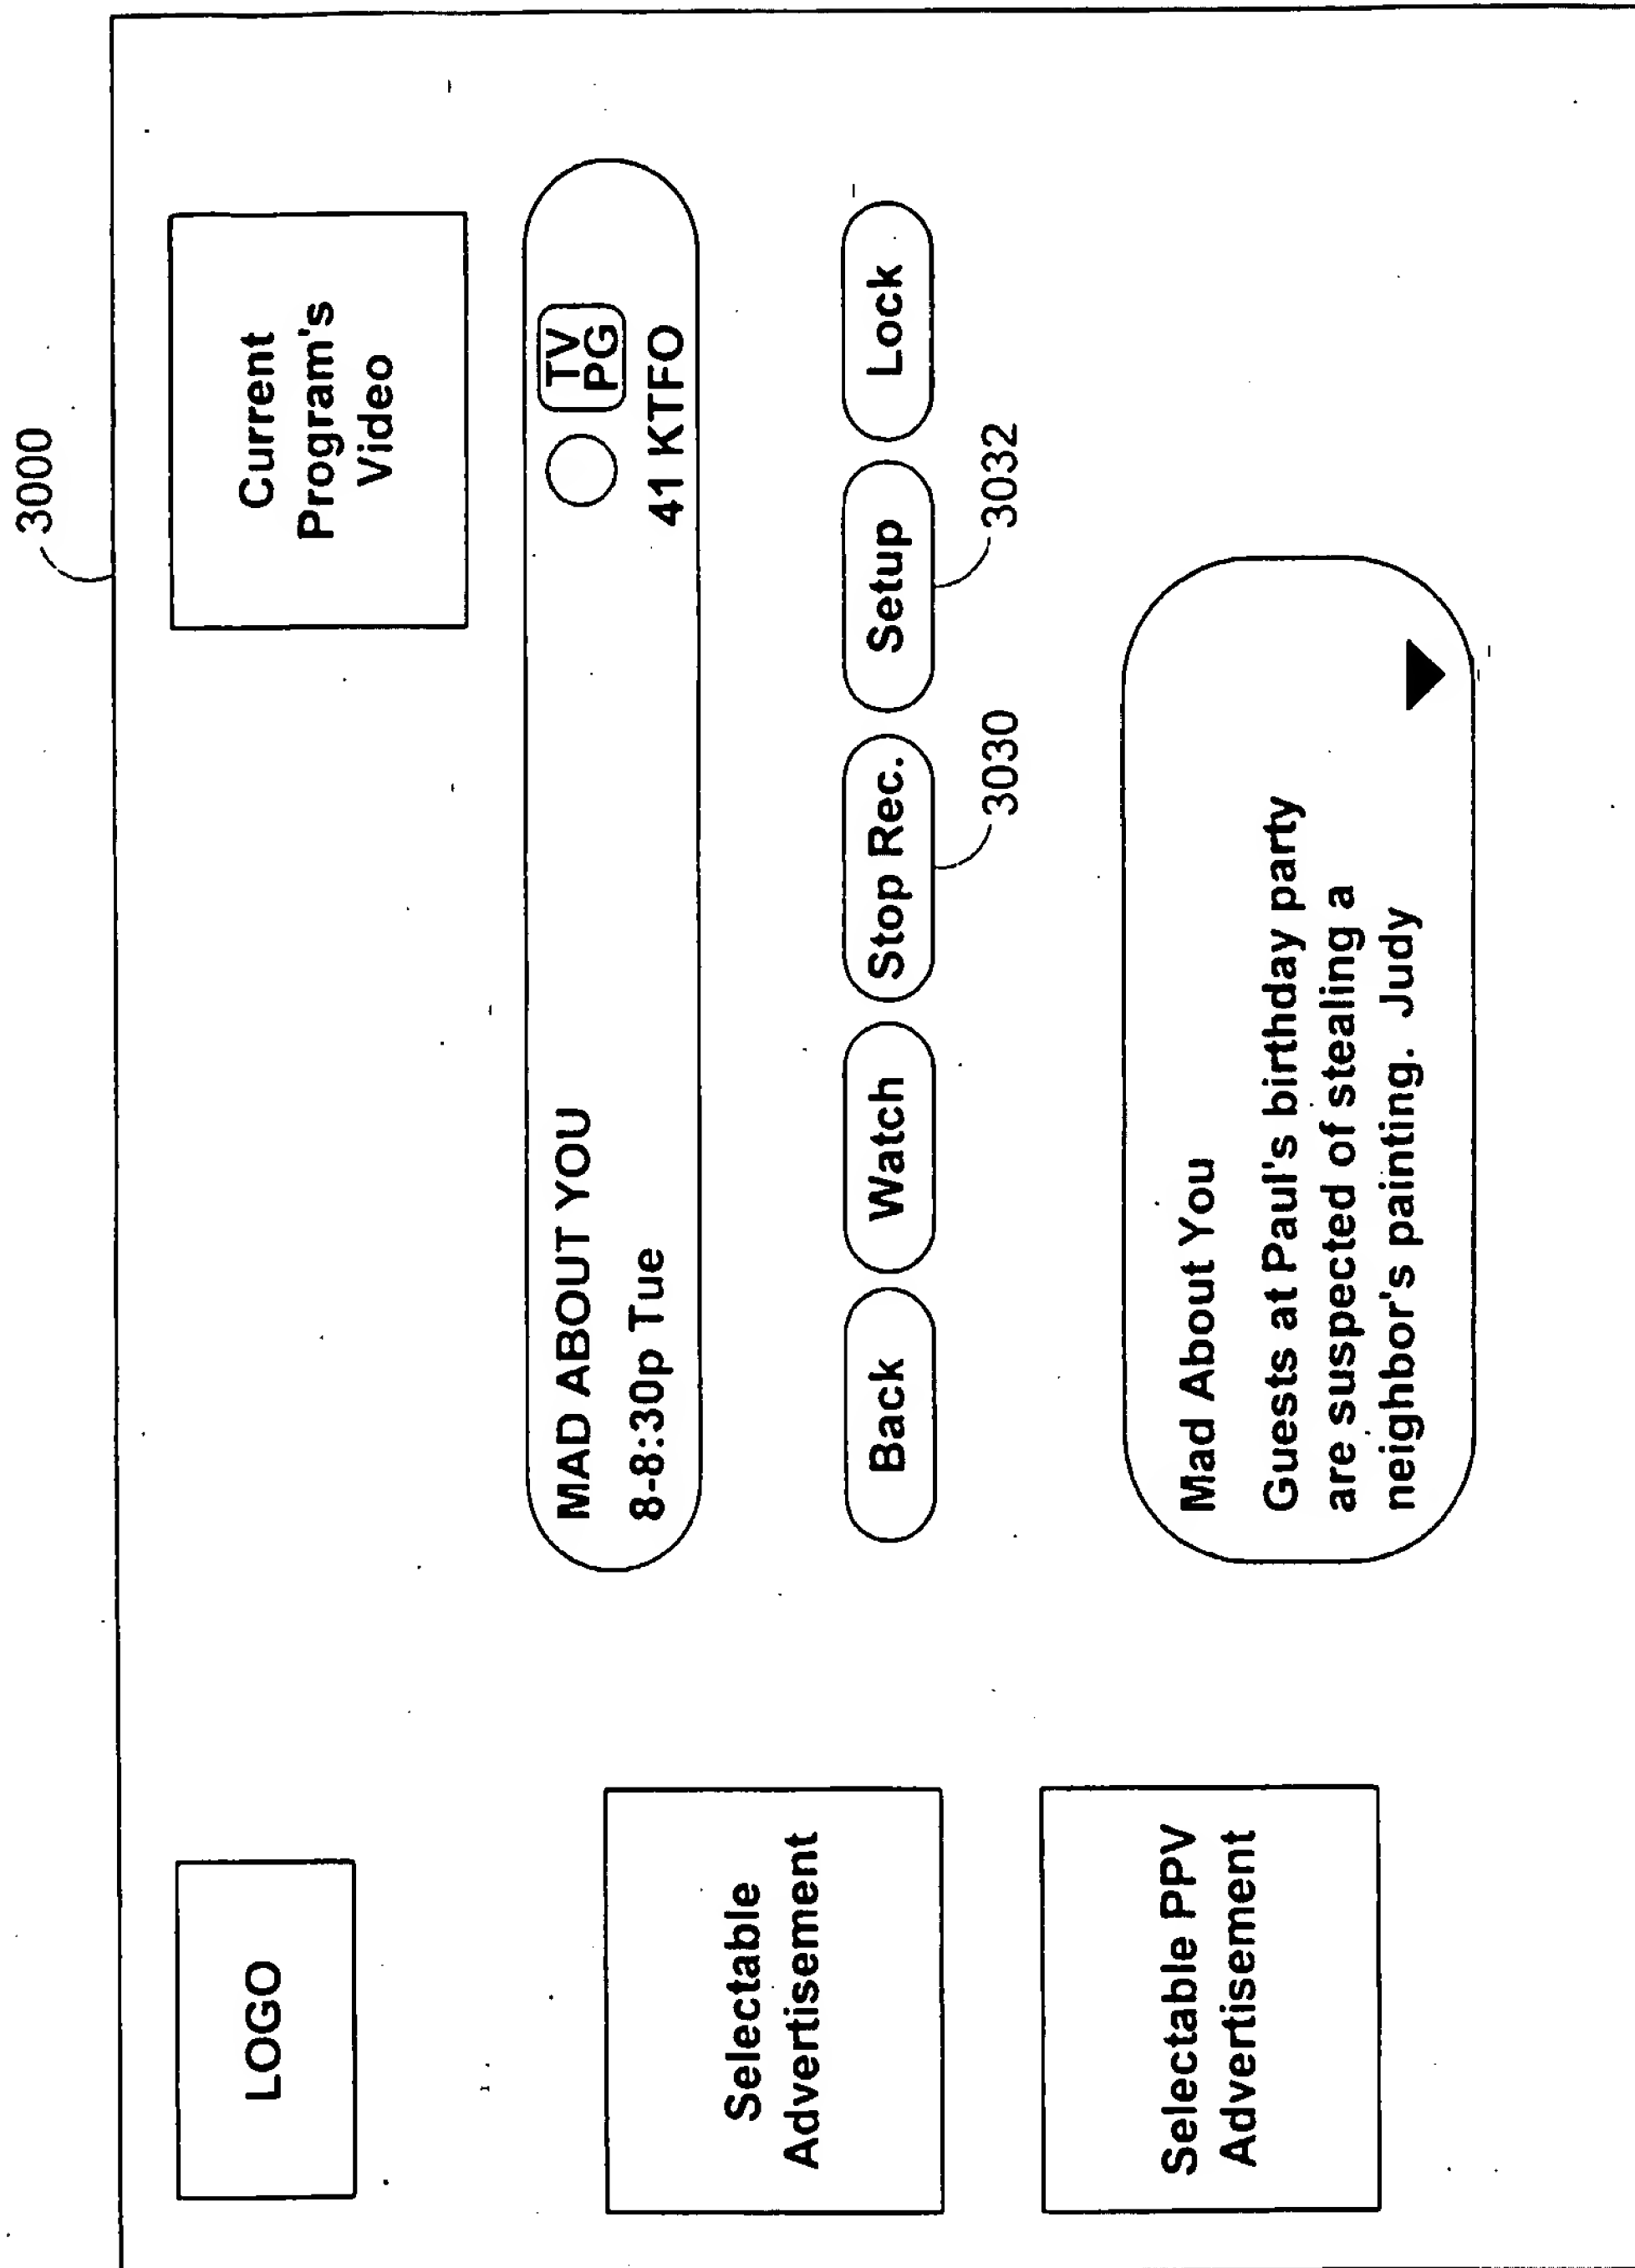 3000
LOGO
Current
Program's
Video
MAD ABOUT YOU
TV
PG
8-8:30p Tue
41 KTFO
Back
Watch
Stop Rec.
Setup
Lock
3030
3032
Selectable
Advertisement
Selectable PPV
Advertisement
Mad About You
Guests at Paul's birthday party
are suspected of stealing a
neighbor's painting. Judy